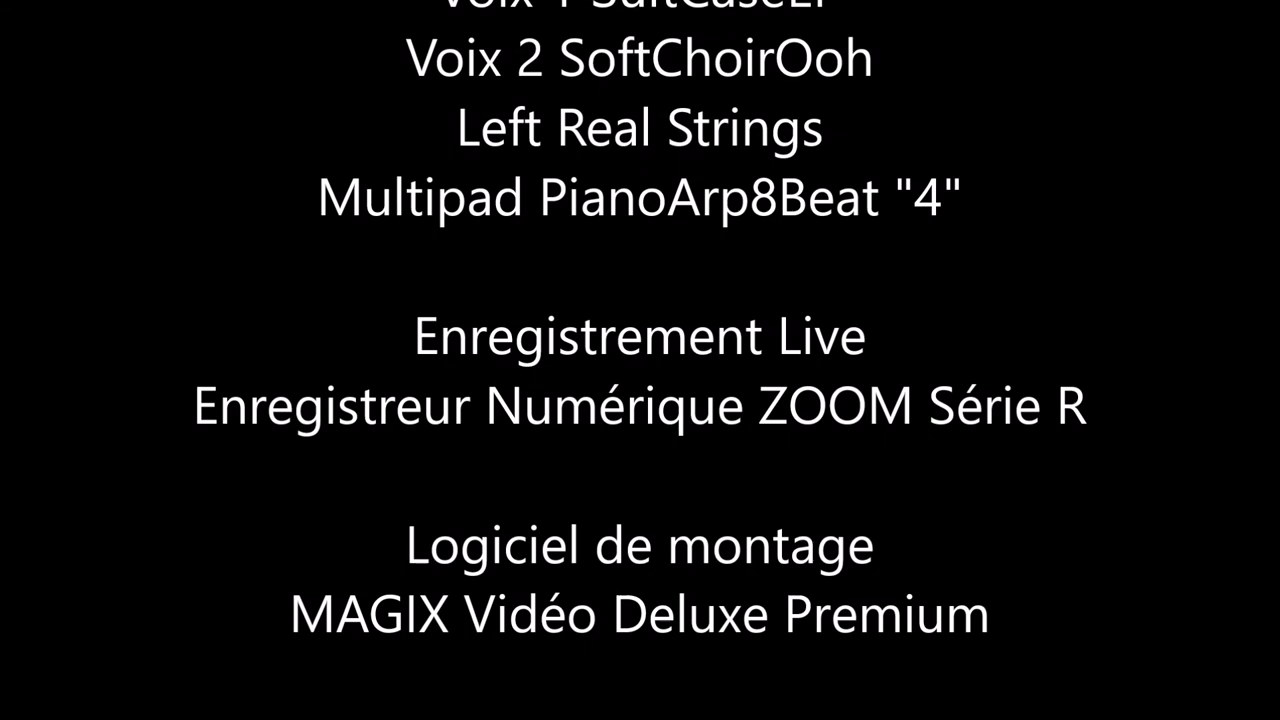 Voix 2 SoftChoirOoh
Left Real Strings
Multipad PianoArp8Beat "4"
Enregistrement Live
Enregistreur Numérique ZOOM Série R
Logiciel de montage
MAGIX Vidéo Deluxe Premium